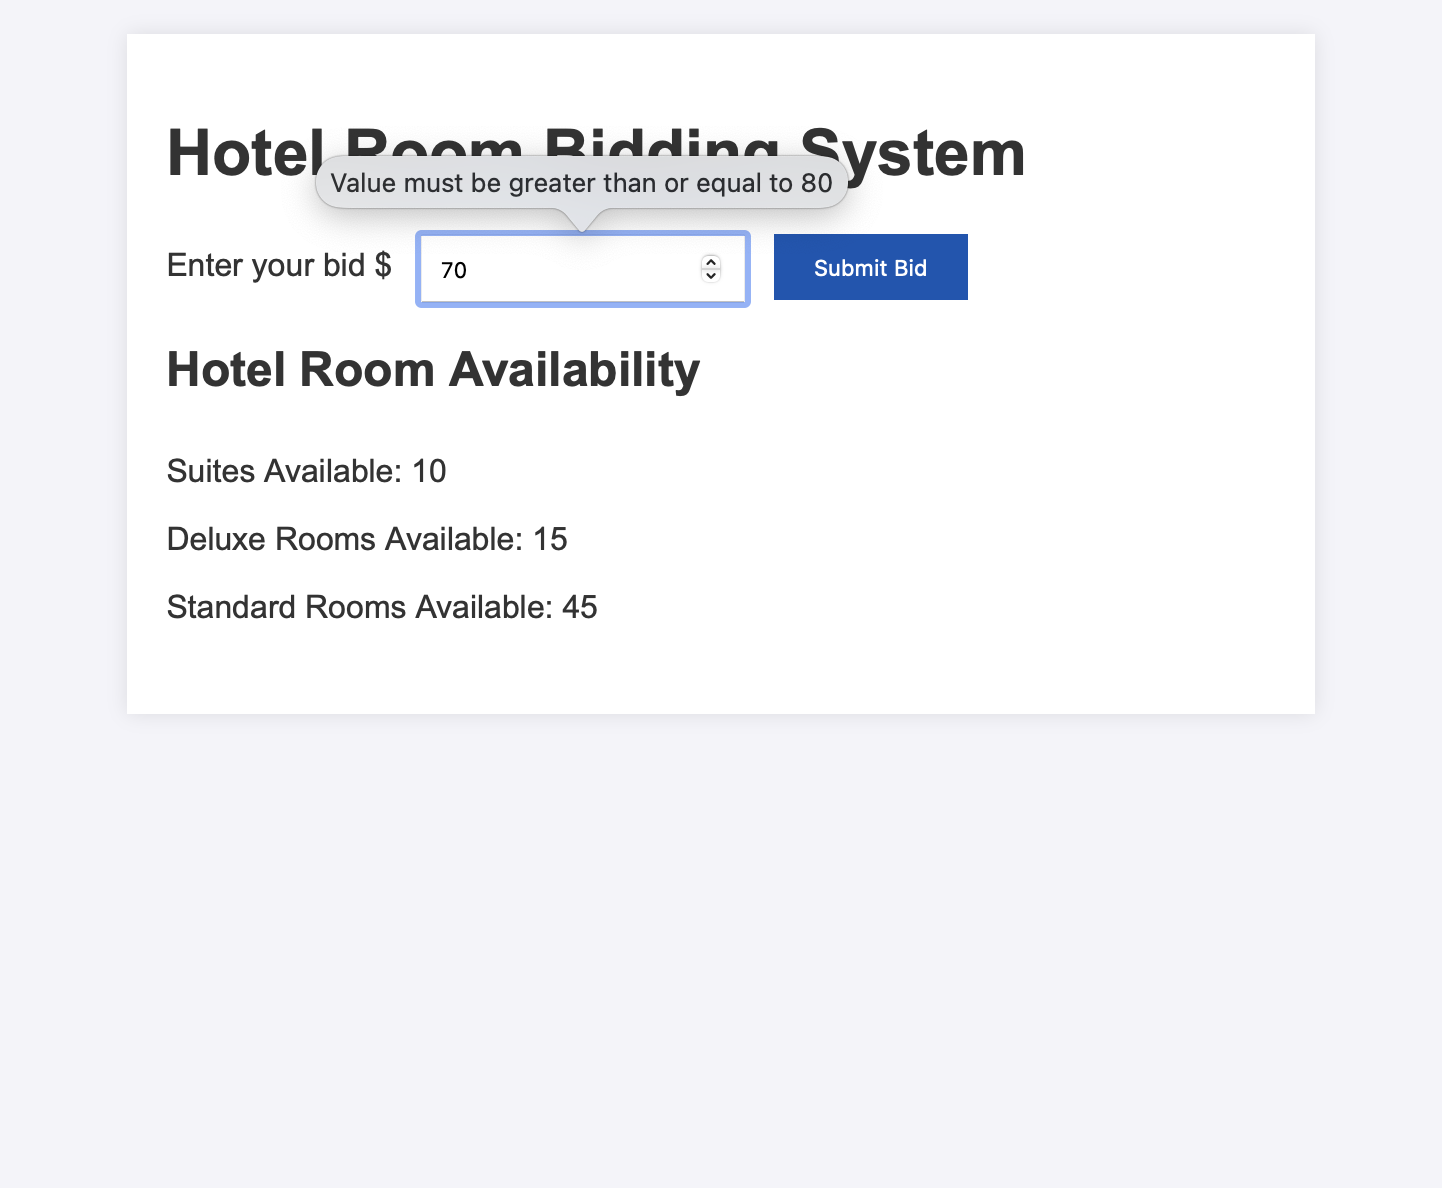 Hotel Room Bidding System
Value must be greater than or equal to 80
Enter your bid $ 70 Submit Bid
Hotel Room Availability
Suites Available: 10
Deluxe Rooms Available: 15
Standard Rooms Available: 45